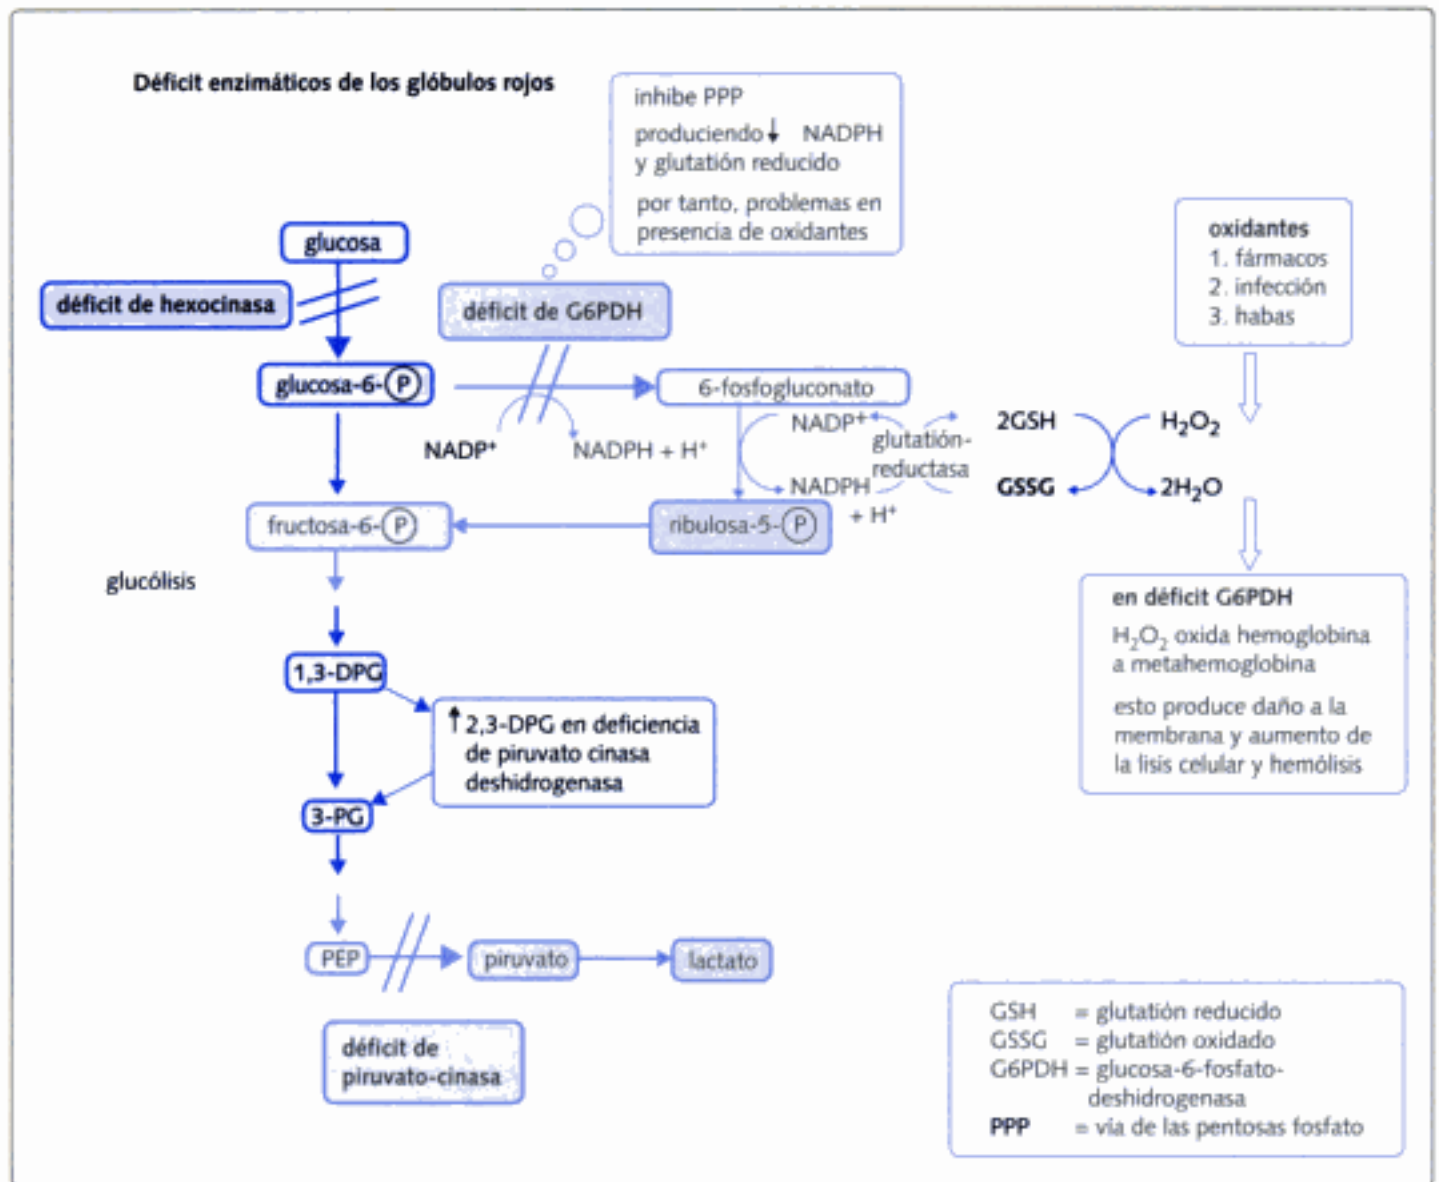 Déficit enzimáticos de los glóbulos rojos
inhibe PPP
produciendo↓ NADPH
y glutatión reducido
por tanto, problemas en
presencia de oxidantes
oxidantes
1. fármacos
2. infección
3. habas
glucosa
déficit de hexocinasa
déficit de G6PDH
glucosa-6-P
6-fosfogluconato
NADP⁺
NADPH + H⁺
NADP⁺
glutatión-
reductasa
NADPH
+ H⁺
2GSH
H₂O₂
GSSG
2H₂O
fructosa-6-P
ribulosa-5-P
glucólisis
en déficit G6PDH
H₂O₂ oxida hemoglobina
a metahemoglobina
esto produce daño a la
membrana y aumento de
la lisis celular y hemólisis
1,3-DPG
↑2,3-DPG en deficiencia
de piruvato cinasa
deshidrogenasa
3-PG
PEP
piruvato
lactato
déficit de
piruvato-cinasa
GSH = glutatión reducido
GSSG = glutatión oxidado
G6PDH = glucosa-6-fosfato-
deshidrogenasa
PPP = vía de las pentosas fosfato